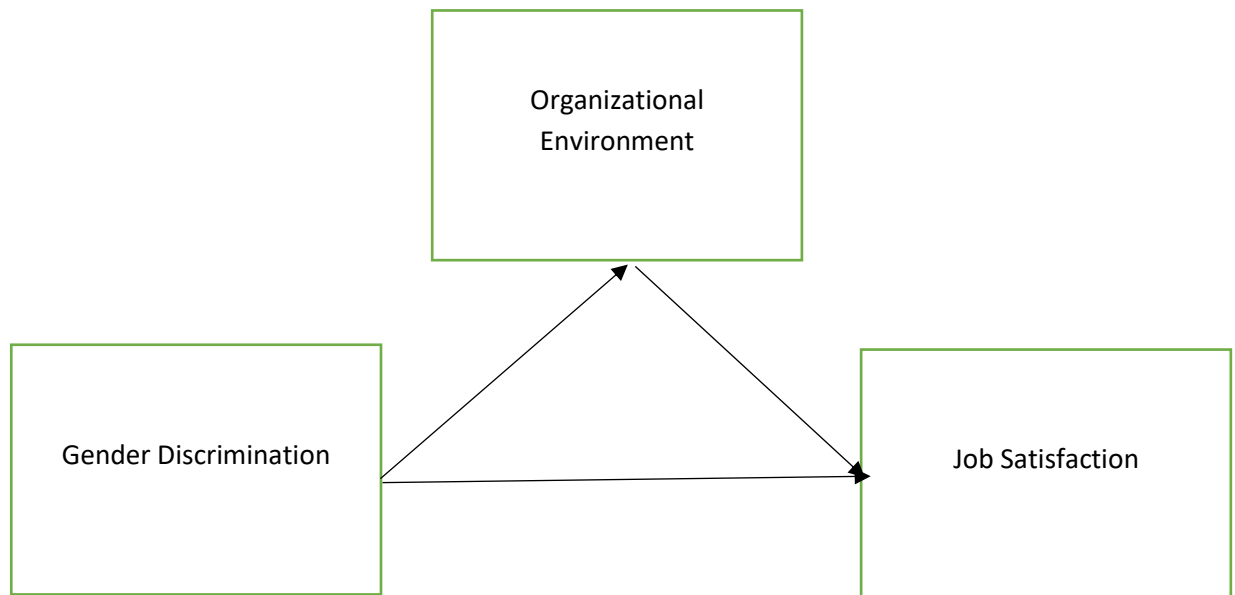 Organizational
Environment
Gender Discrimination
Job Satisfaction